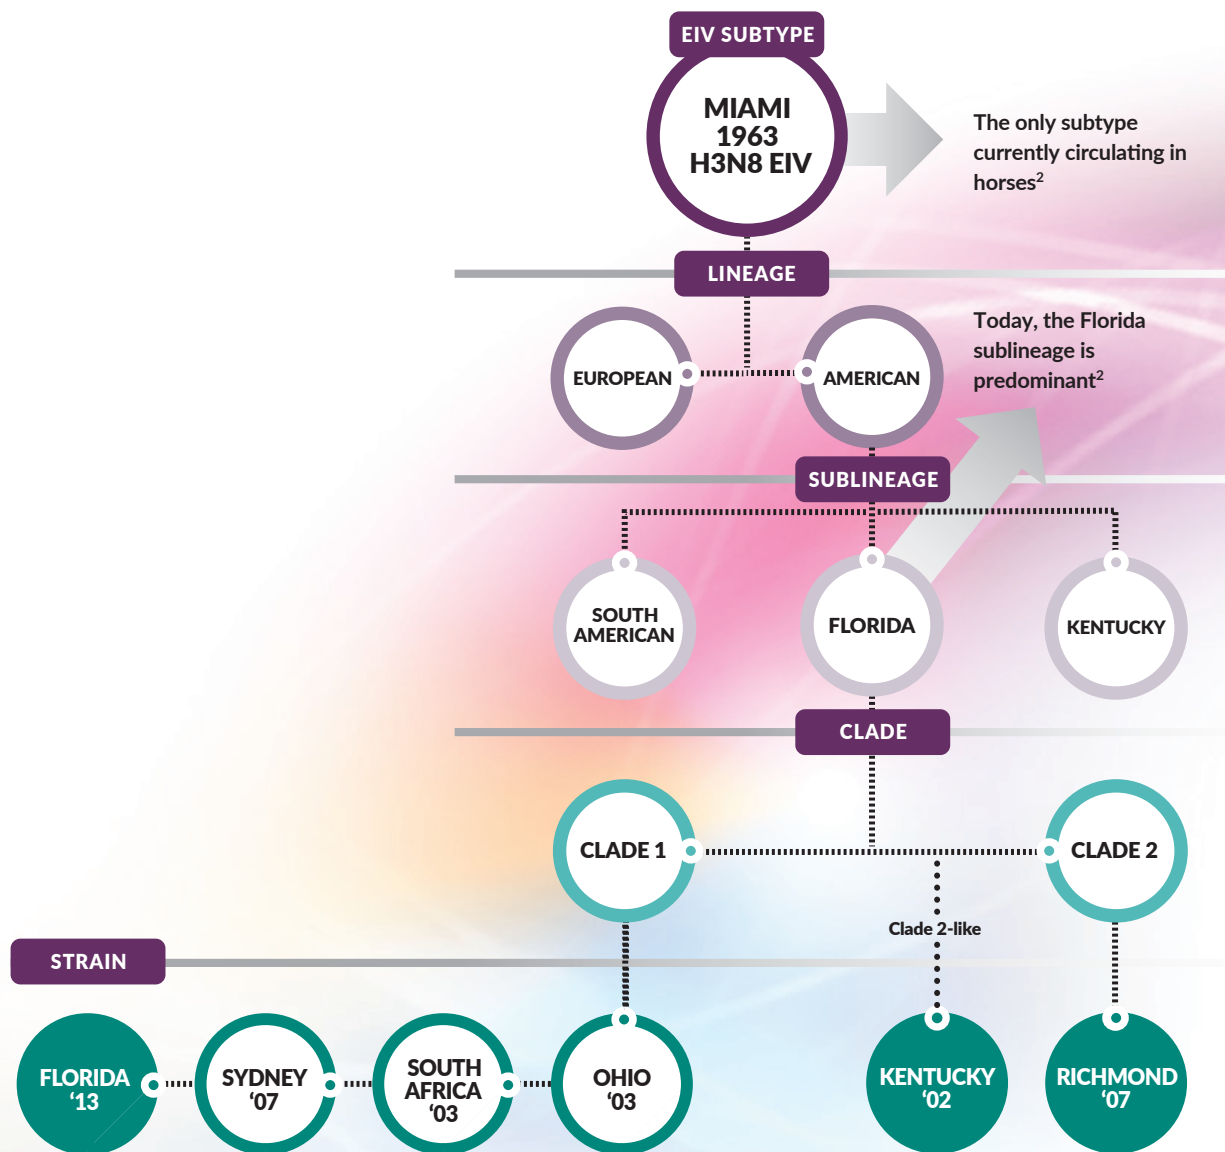 EIV SUBTYPE
MIAMI
1963
H3N8 EIV
The only subtype
currently circulating in
horses²
LINEAGE
EUROPEAN
AMERICAN
Today, the Florida
sublineage is
predominant²
SUBLINEAGE
SOUTH
AMERICAN
FLORIDA
KENTUCKY
CLADE
CLADE 1
CLADE 2
Clade 2-like
STRAIN
FLORIDA
‘13
SYDNEY
‘07
SOUTH
AFRICA
‘03
OHIO
‘03
KENTUCKY
‘02
RICHMOND
‘07